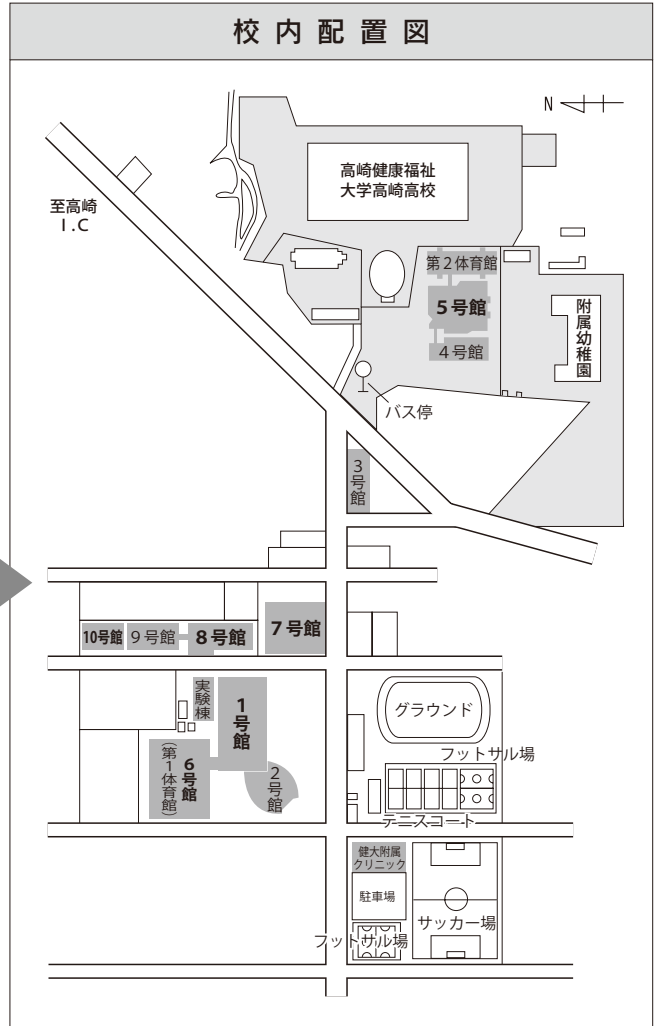 校内配置図
N
高崎健康福祉
大学高崎高校
至高崎
I.C
第2体育館
5号館
4号館
附属幼稚園
バス停
3号館
7号館
10号館
9号館
8号館
実験棟
1号館
グラウンド
6号館
(第1体育館)
2号館
フットサル場
テニスコート
健大附属
クリニック
駐車場
サッカー場
フットサル場